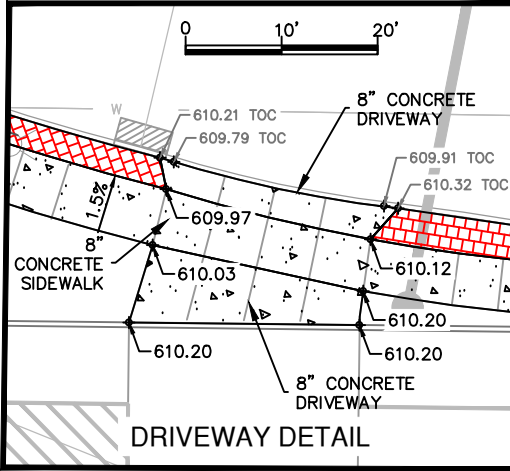 0 10' 20'
W
610.21 TOC
609.79 TOC
8" CONCRETE
DRIVEWAY
609.91 TOC
610.32 TOC
1.5%
609.97
8"
CONCRETE
SIDEWALK
610.03
610.12
610.20
610.20
610.20
8" CONCRETE
DRIVEWAY
DRIVEWAY DETAIL